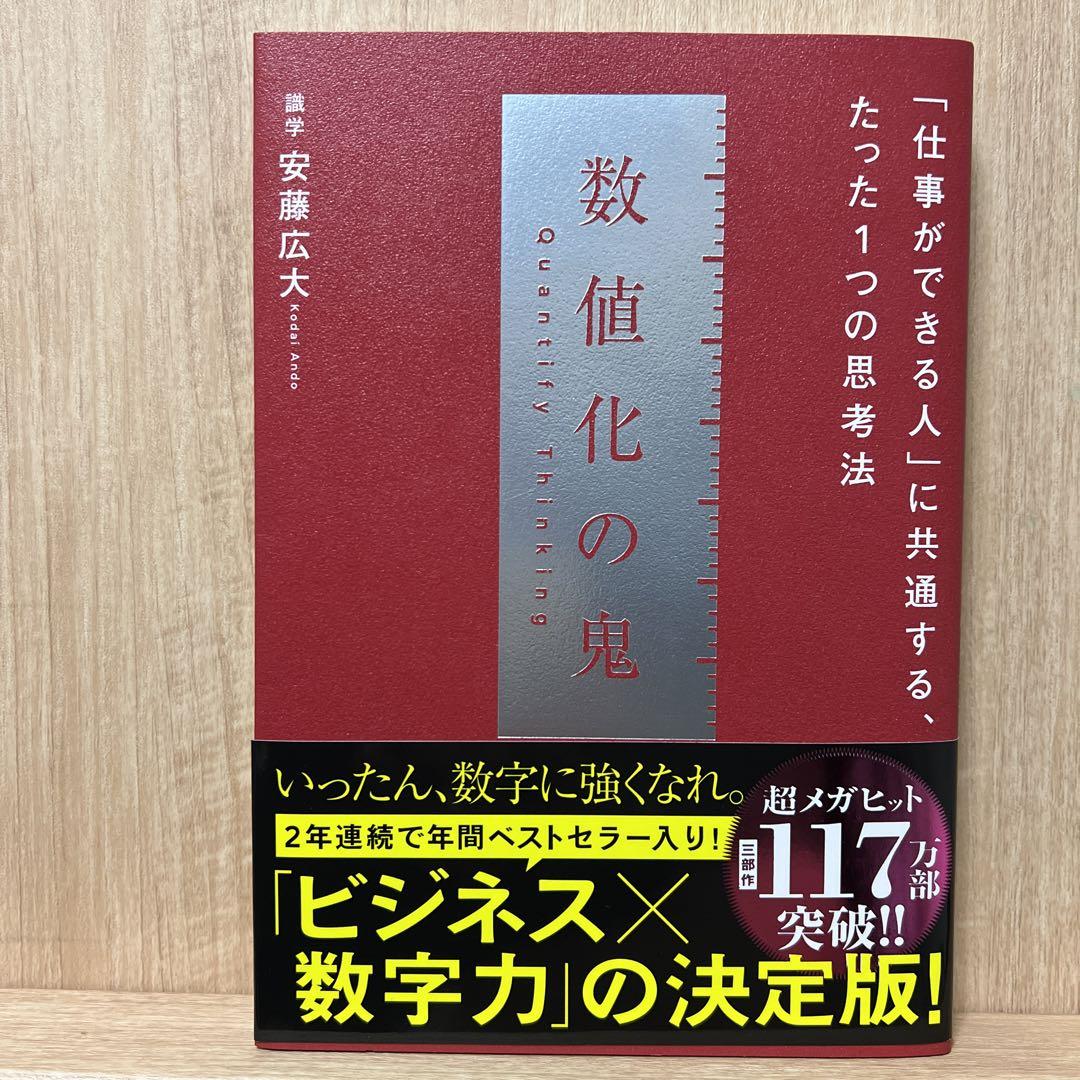 「仕事ができる人」に共通する、
たった1つの思考法
数値化の鬼
Quantify Thinking
識学 安藤広大 Kodai Ando
いったん、数字に強くなれ。
2年連続で年間ベストセラー入り!
「ビジネス×
数字力」の決定版!
超メガヒット
三部作 117万部
突破!!